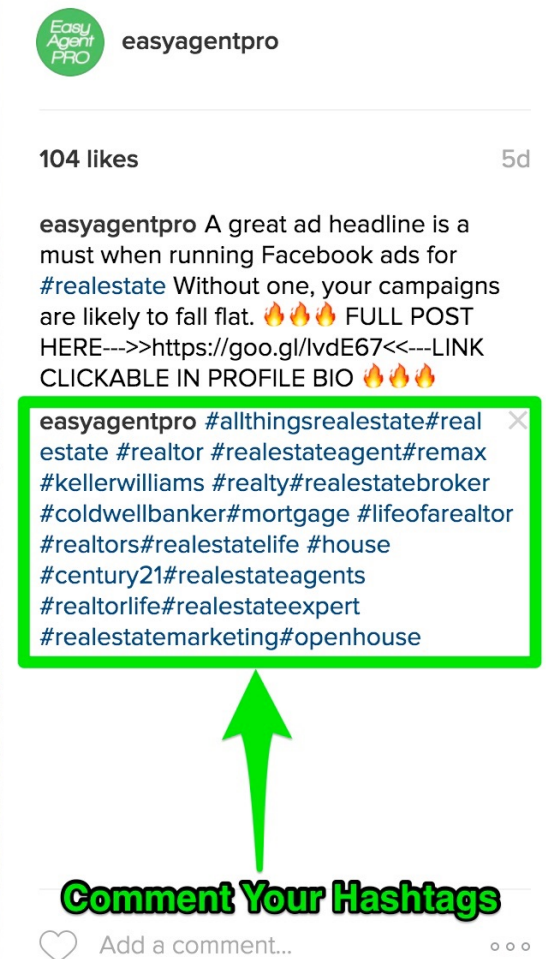 Easy
Agent
PRO
easyagentpro
104 likes
5d
easyagentpro A great ad headline is a
must when running Facebook ads for
#realestate Without one, your campaigns
are likely to fall flat. 🔥🔥🔥 FULL POST
HERE--->>https://goo.gl/lvdE67<<---LINK
CLICKABLE IN PROFILE BIO 🔥🔥🔥
easyagentpro #allthingsrealestate#real
estate #realtor #realestateagent#remax
#kellerwilliams #realty#realestatebroker
#coldwellbanker#mortgage #lifeofarealtor
#realtors#realestatelife #house
#century21#realestateagents
#realtorlife#realestateexpert
#realestatemarketing#openhouse
Comment Your Hashtags
Add a comment...